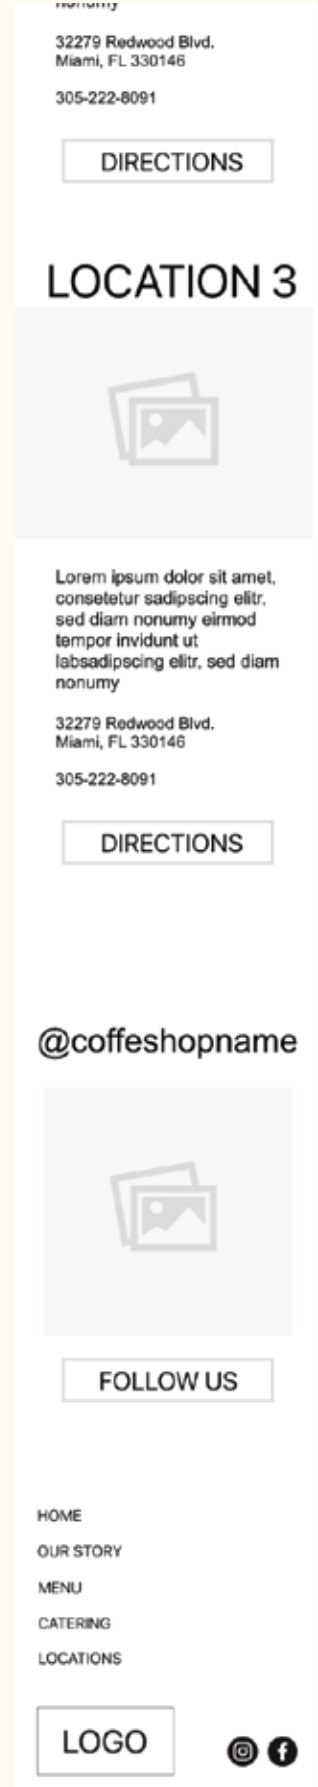 nonumy
32279 Redwood Blvd.
Miami, FL 330146
305-222-8091
DIRECTIONS
LOCATION 3
Lorem ipsum dolor sit amet,
consetetur sadipscing elitr,
sed diam nonumy eirmod
tempor invidunt ut
labsadipscing elitr, sed diam
nonumy
32279 Redwood Blvd.
Miami, FL 330146
305-222-8091
DIRECTIONS
@coffeshopname
FOLLOW US
HOME
OUR STORY
MENU
CATERING
LOCATIONS
LOGO